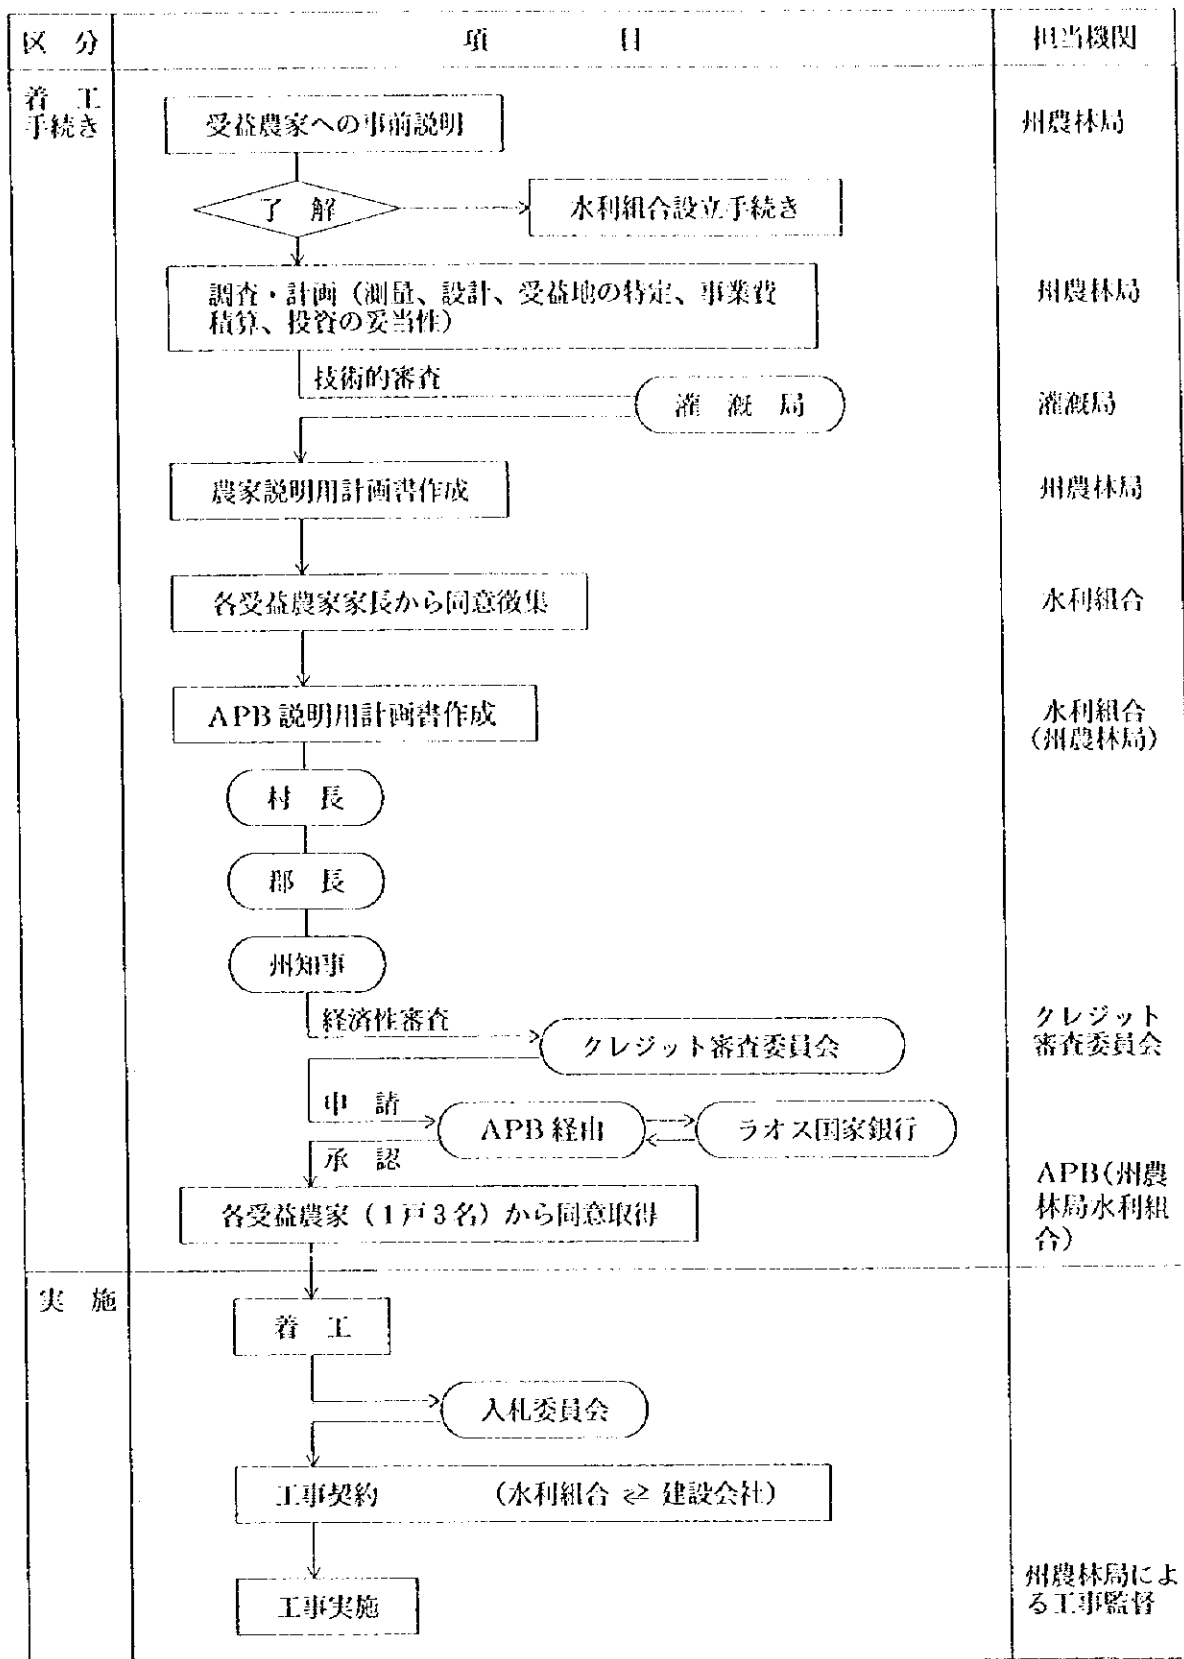 区　分　　項　　目　　担当機関
着　工
手続き
受益農家への事前説明　　州農林局
了　解　　水利組合設立手続き
調査・計画（測量、設計、受益地の特定、事業費　　州農林局
積算、投資の妥当性）
技術的審査
灌　漑　局　　灌漑局
農家説明用計画書作成　　州農林局
各受益農家家長から同意徴集　　水利組合
APB 説明用計画書作成　　水利組合
（州農林局）
村　長
郡　長
州知事
経済性審査　　クレジット
クレジット審査委員会　　審査委員会
申　請
APB 経由　　ラオス国家銀行
承　認
各受益農家（1戸3名）から同意取得　　APB（州農
林局水利組
合）
実　施
着　工
入札委員会
工事契約　　（水利組合 ⇄ 建設会社）
工事実施　　州農林局によ
る工事監督